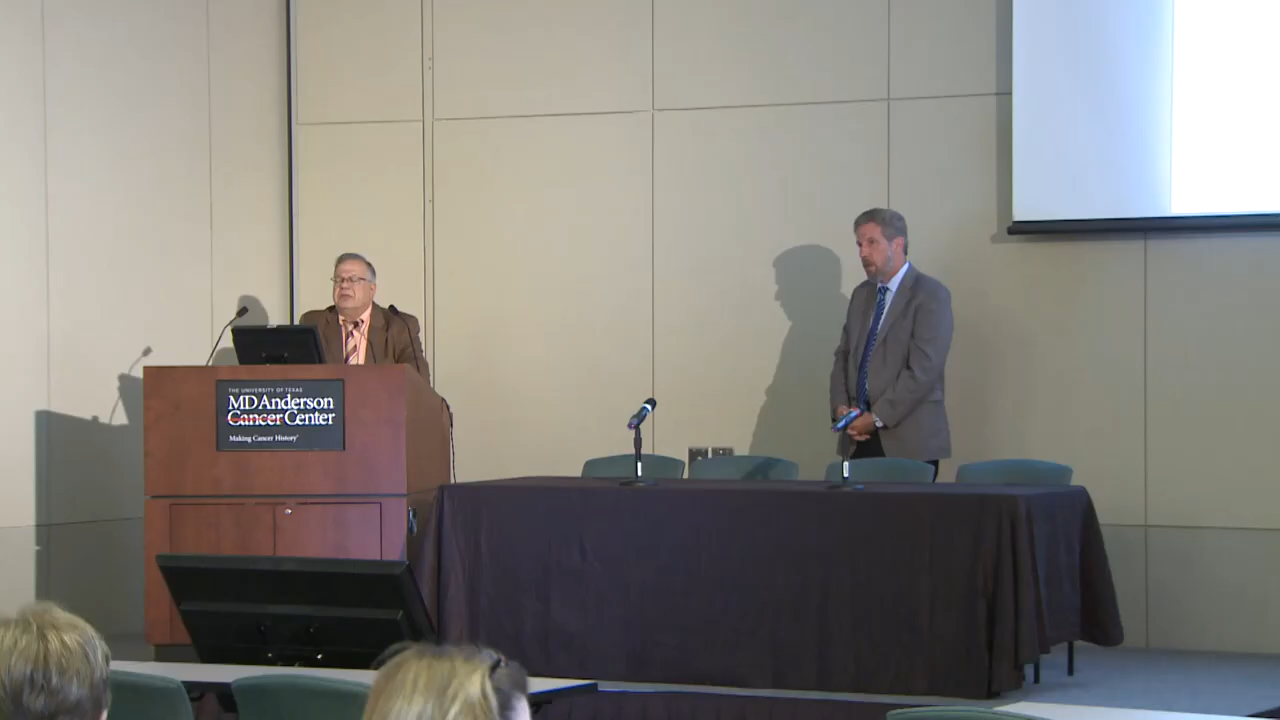 THE UNIVERSITY OF TEXAS
MD Anderson
Cancer Center
Making Cancer History®